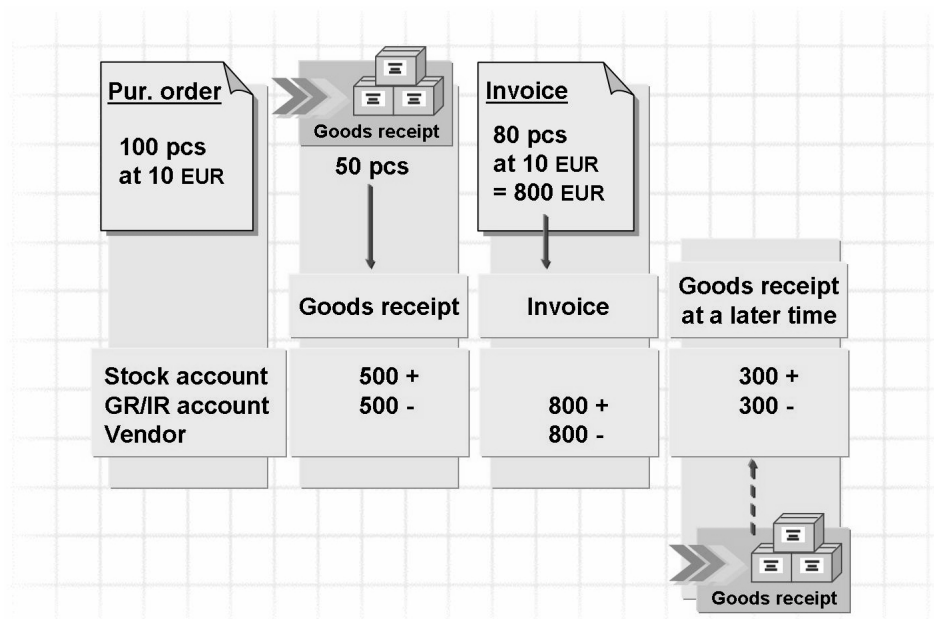 Pur. order
100 pcs
at 10 EUR
Goods receipt
50 pcs
Invoice
80 pcs
at 10 EUR
= 800 EUR
Goods receipt
Invoice
Goods receipt
at a later time
Stock account 500 + 300 +
GR/IR account 500 - 800 + 300 -
Vendor 800 -
Goods receipt